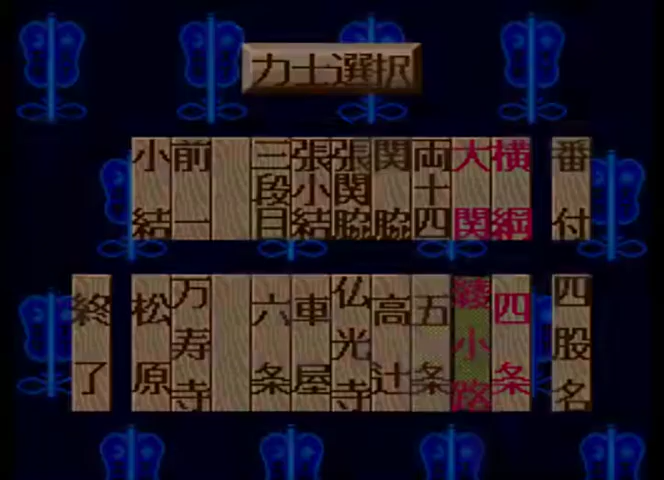 力士選択
番付
横綱
大関
両十四
関脇
張関脇
張小結
三段目
前一
小結
四股名
四条
綾小路
五条
高辻
仏光寺
車屋
六条
万寿寺
松原
終了